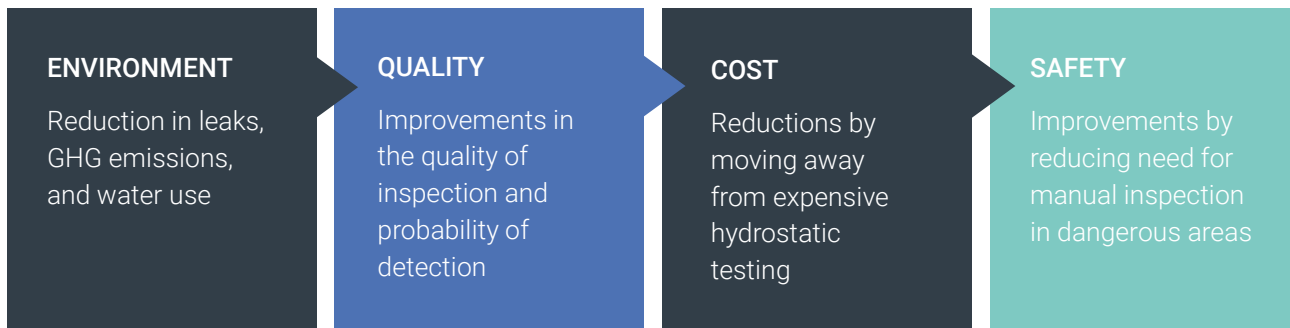 ENVIRONMENT
Reduction in leaks,
GHG emissions,
and water use
QUALITY
Improvements in
the quality of
inspection and
probability of
detection
COST
Reductions by
moving away
from expensive
hydrostatic
testing
SAFETY
Improvements by
reducing need for
manual inspection
in dangerous areas